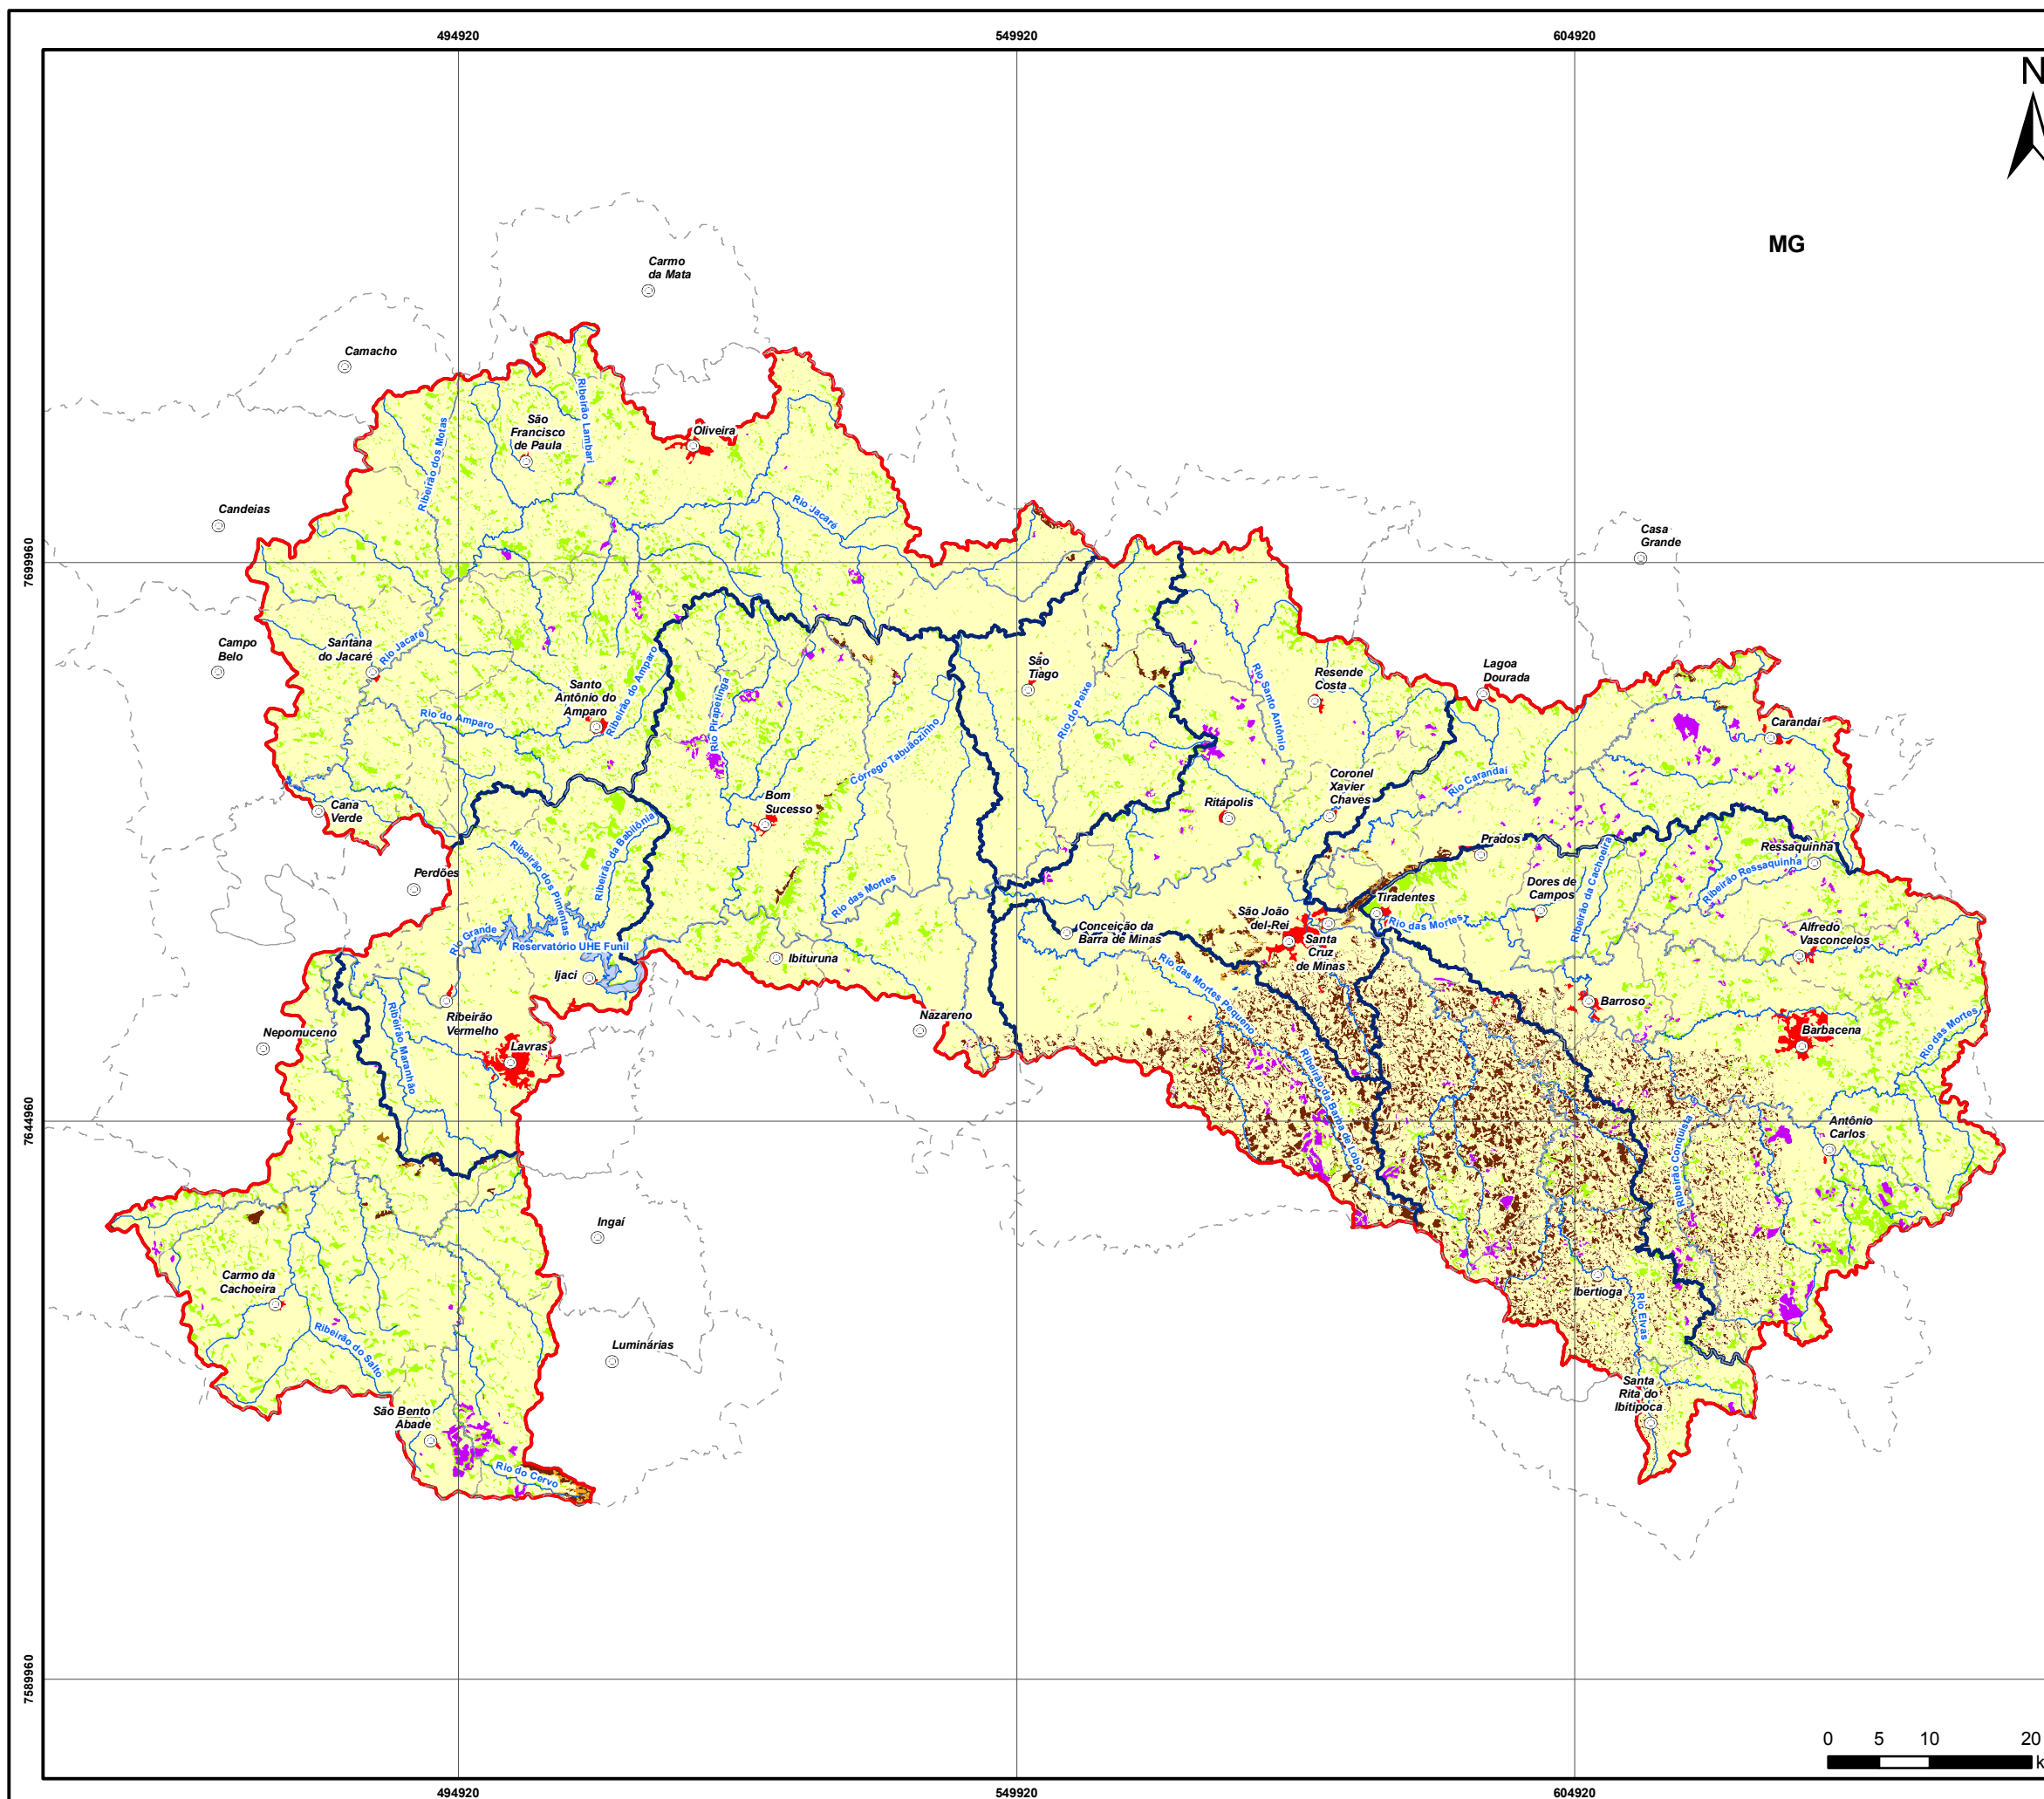 494920
549920
604920
N
MG
Carmo
da Mata
Camacho
Ribeirão dos Motas
São
Francisco
de Paula
Ribeirão Lambari
Oliveira
Candeias
Rio Jacaré
Casa
Grande
7699960
Campo
Belo
Santana
do Jacaré
Rio Jacaré
Santo
Antônio do
Amparo
Ribeirão do Amparo
Rio do Amparo
Rio Pirapetinga
São
Tiago
Rio do Peixe
Rio Santo Antônio
Resende
Costa
Lagoa
Dourada
Carandaí
Córrego Tabuãozinho
Rio Carandaí
Coronel
Xavier
Chaves
Ritápolis
Cana
Verde
Bom
Sucesso
Ribeirão da Babilônia
Ribeirão dos Pimentas
Prados
Ressaquinha
Ribeirão Ressaquinha
Ribeirão da Cachoeira
Perdões
Rio das Mortes
Dores de
Campos
Tiradentes
Rio das Mortes
São João
del-Rei
Santa
Cruz
de Minas
Conceição da
Barra de Minas
Alfredo
Vasconcelos
Rio Grande
Reservatório UHE Funil
Ibituruna
Ijaci
Rio das Mortes Pequeno
Barroso
Ribeirão
Vermelho
Ribeirão Maranhão
Nepomuceno
Lavras
Nazareno
Barbacena
Rio das Mortes
Ribeirão da Barba de Lobo
7644960
Antônio
Carlos
Ribeirão Conquista
Ingaí
Carmo da
Cachoeira
Ibertioga
Rio Elvas
Ribeirão do Salto
Luminárias
Santa
Rita do
Ibitipoca
São Bento
Abade
Rio do Cervo
7589960
0 5 10 20
k
494920
549920
604920